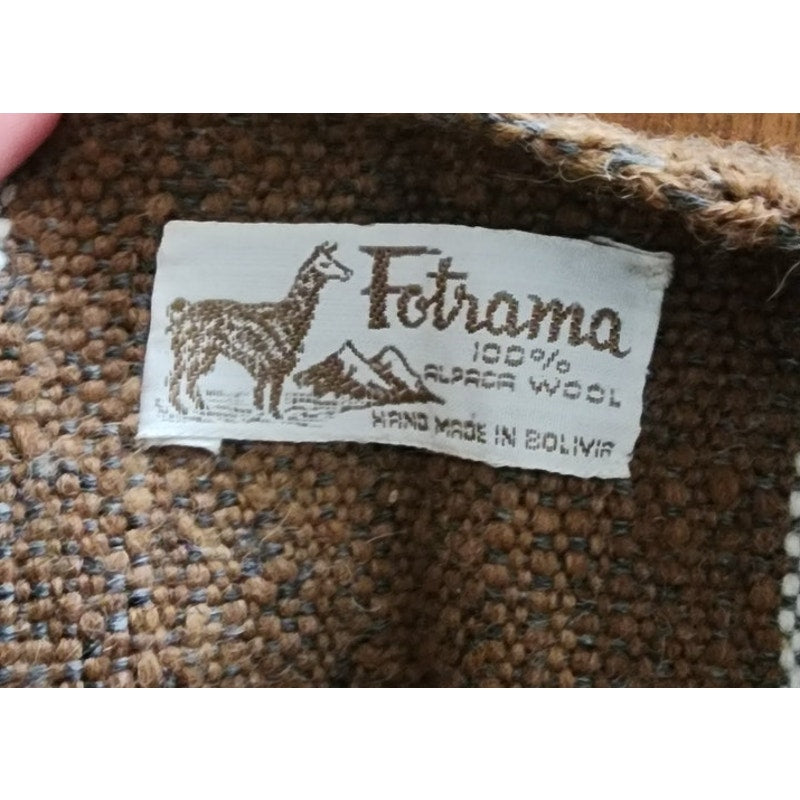 Fotrama
100%
ALPACA WOOL
HAND MADE IN BOLIVIA